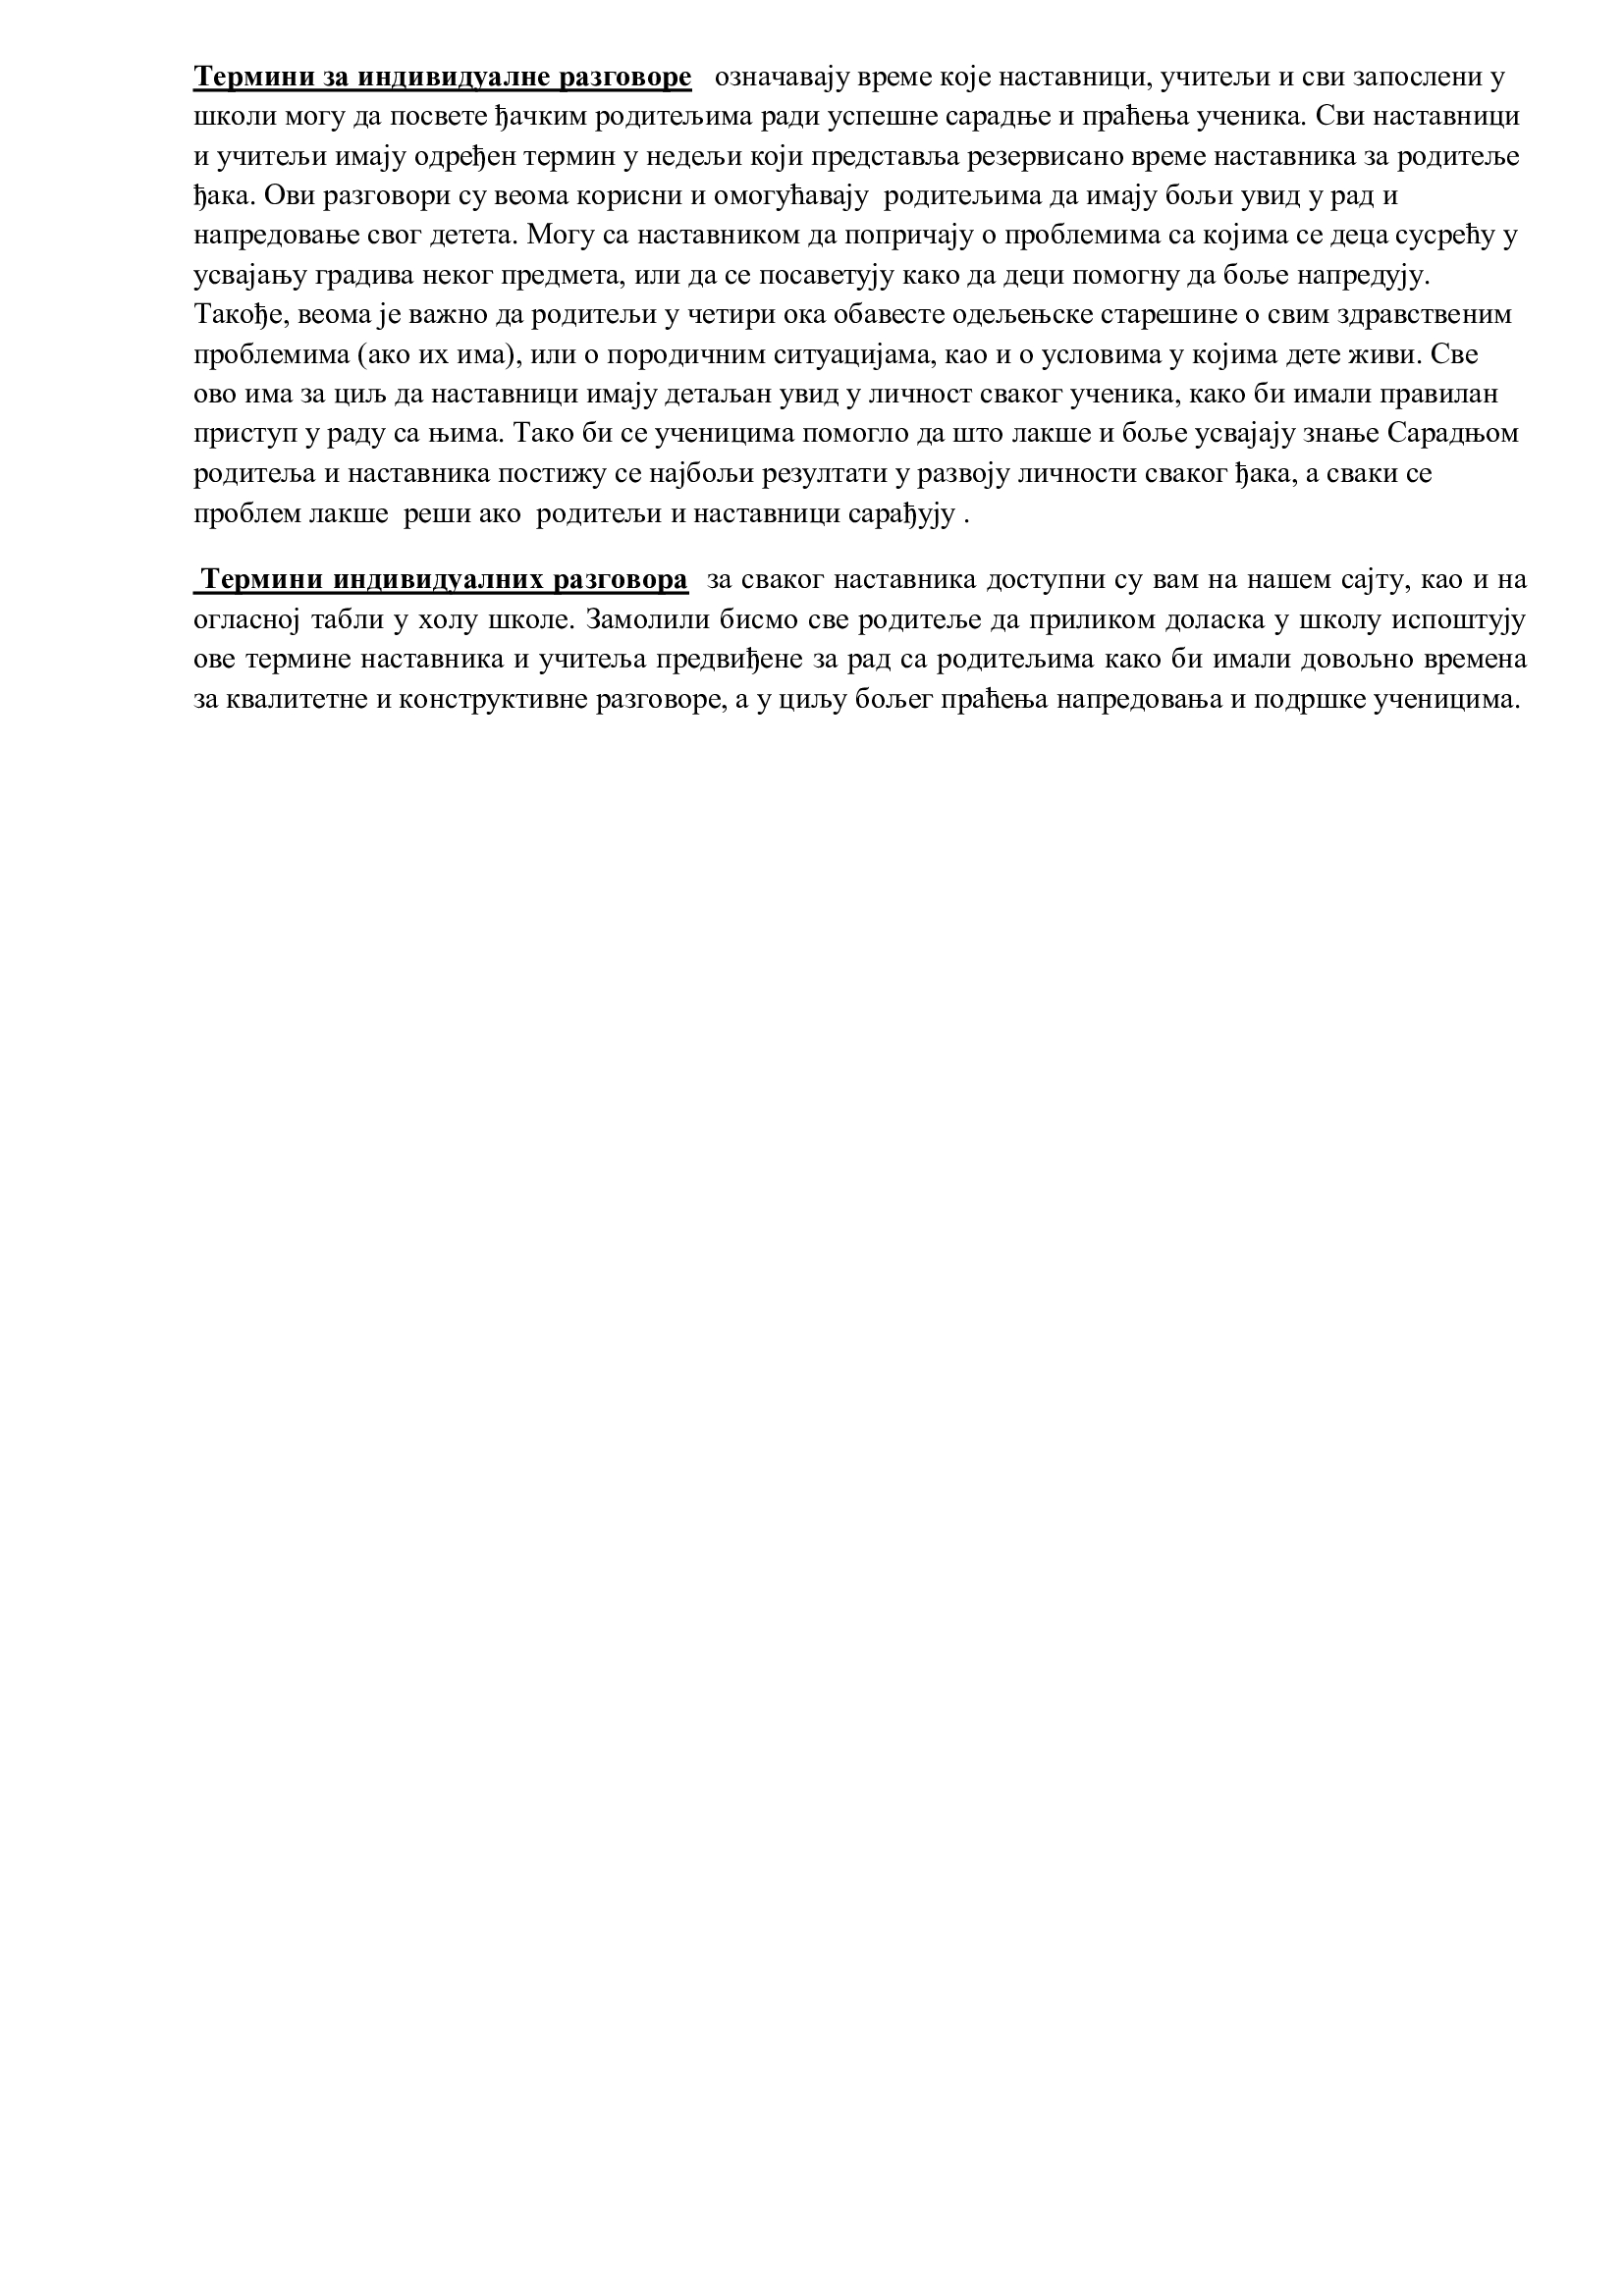 Термини за индивидуалне разговоре означавају време које наставници, учитељи и сви запослени у
школи могу да посвете ђачким родитељима ради успешне сарадње и праћења ученика. Сви наставници
и учитељи имају одређен термин у недељи који представља резервисано време наставника за родитеље
ђака. Ови разговори су веома корисни и омогућавају родитељима да имају бољи увид у рад и
напредовање свог детета. Могу са наставником да попричају о проблемима са којима се деца сусрећу у
усвајању градива неког предмета, или да се посаветују како да деци помогну да боље напредују.
Такође, веома је важно да родитељи у четири ока обавесте одељењске старешине о свим здравственим
проблемима (ако их има), или о породичним ситуацијама, као и о условима у којима дете живи. Све
ово има за циљ да наставници имају детаљан увид у личност сваког ученика, како би имали правилан
приступ у раду са њима. Тако би се ученицима помогло да што лакше и боље усвајају знање Сарадњом
родитеља и наставника постижу се најбољи резултати у развоју личности сваког ђака, а сваки се
проблем лакше реши ако родитељи и наставници сарађују .
Термини индивидуалних разговора за сваког наставника доступни су вам на нашем сајту, као и на
огласној табли у холу школе. Замолили бисмо све родитеље да приликом доласка у школу испоштују
ове термине наставника и учитеља предвиђене за рад са родитељима како би имали довољно времена
за квалитетне и конструктивне разговоре, а у циљу бољег праћења напредовања и подршке ученицима.